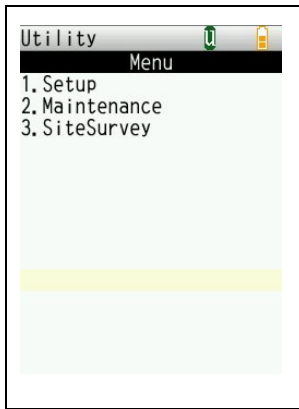 Utility u
Menu
1.Setup
2.Maintenance
3.SiteSurvey